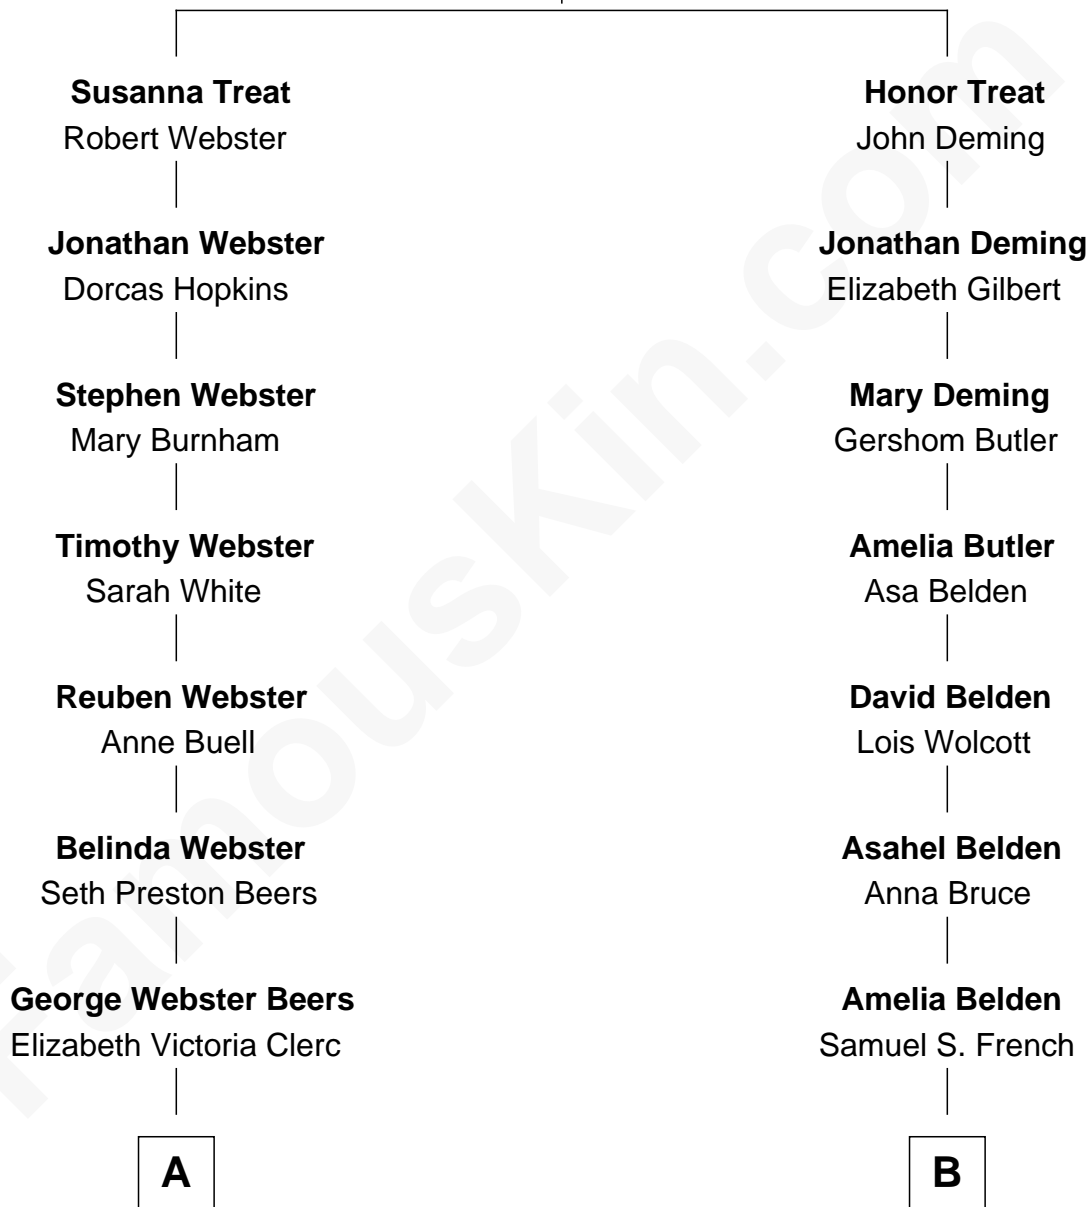 Susanna Treat
Robert Webster
Honor Treat
John Deming
Jonathan Webster
Dorcas Hopkins
Jonathan Deming
Elizabeth Gilbert
Stephen Webster
Mary Burnham
Mary Deming
Gershom Butler
Timothy Webster
Sarah White
Amelia Butler
Asa Belden
Reuben Webster
Anne Buell
David Belden
Lois Wolcott
Belinda Webster
Seth Preston Beers
Asahel Belden
Anna Bruce
George Webster Beers
Elizabeth Victoria Clerc
Amelia Belden
Samuel S. French
A
B
FamousKin.com